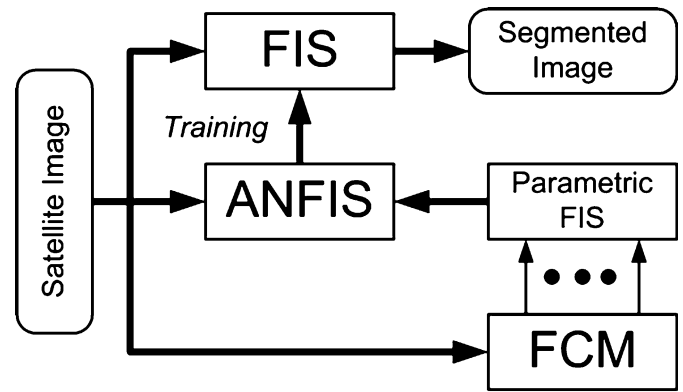 FIS
Segmented
Image
Training
Satellite Image
ANFIS
Parametric
FIS
FCM